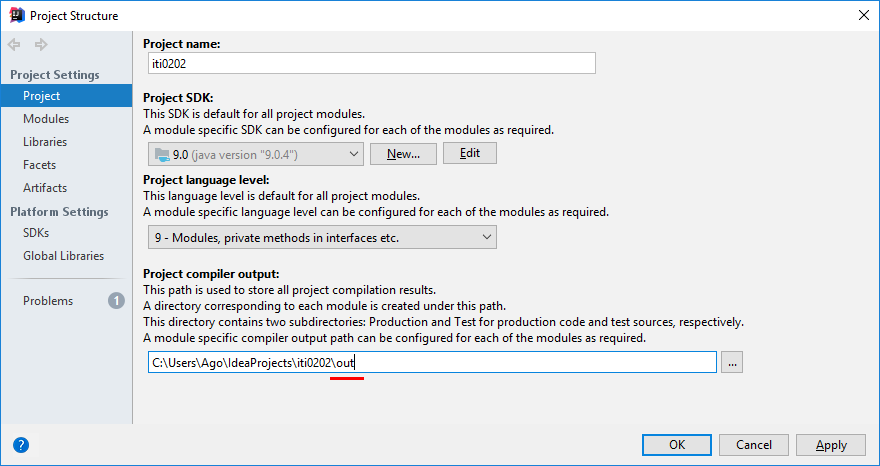 Project Structure
Project Settings
Project
Modules
Libraries
Facets
Artifacts
Platform Settings
SDKs
Global Libraries
Problems
1
Project name:
iti0202
Project SDK:
This SDK is default for all project modules.
A module specific SDK can be configured for each of the modules as required.
9.0 (java version "9.0.4") New... Edit
Project language level:
This language level is default for all project modules.
A module specific language level can be configured for each of the modules as required.
9 - Modules, private methods in interfaces etc.
Project compiler output:
This path is used to store all project compilation results.
A directory corresponding to each module is created under this path.
This directory contains two subdirectories: Production and Test for production code and test sources, respectively.
A module specific compiler output path can be configured for each of the modules as required.
C:\Users\Ago\IdeaProjects\iti0202\out ...
? OK Cancel Apply